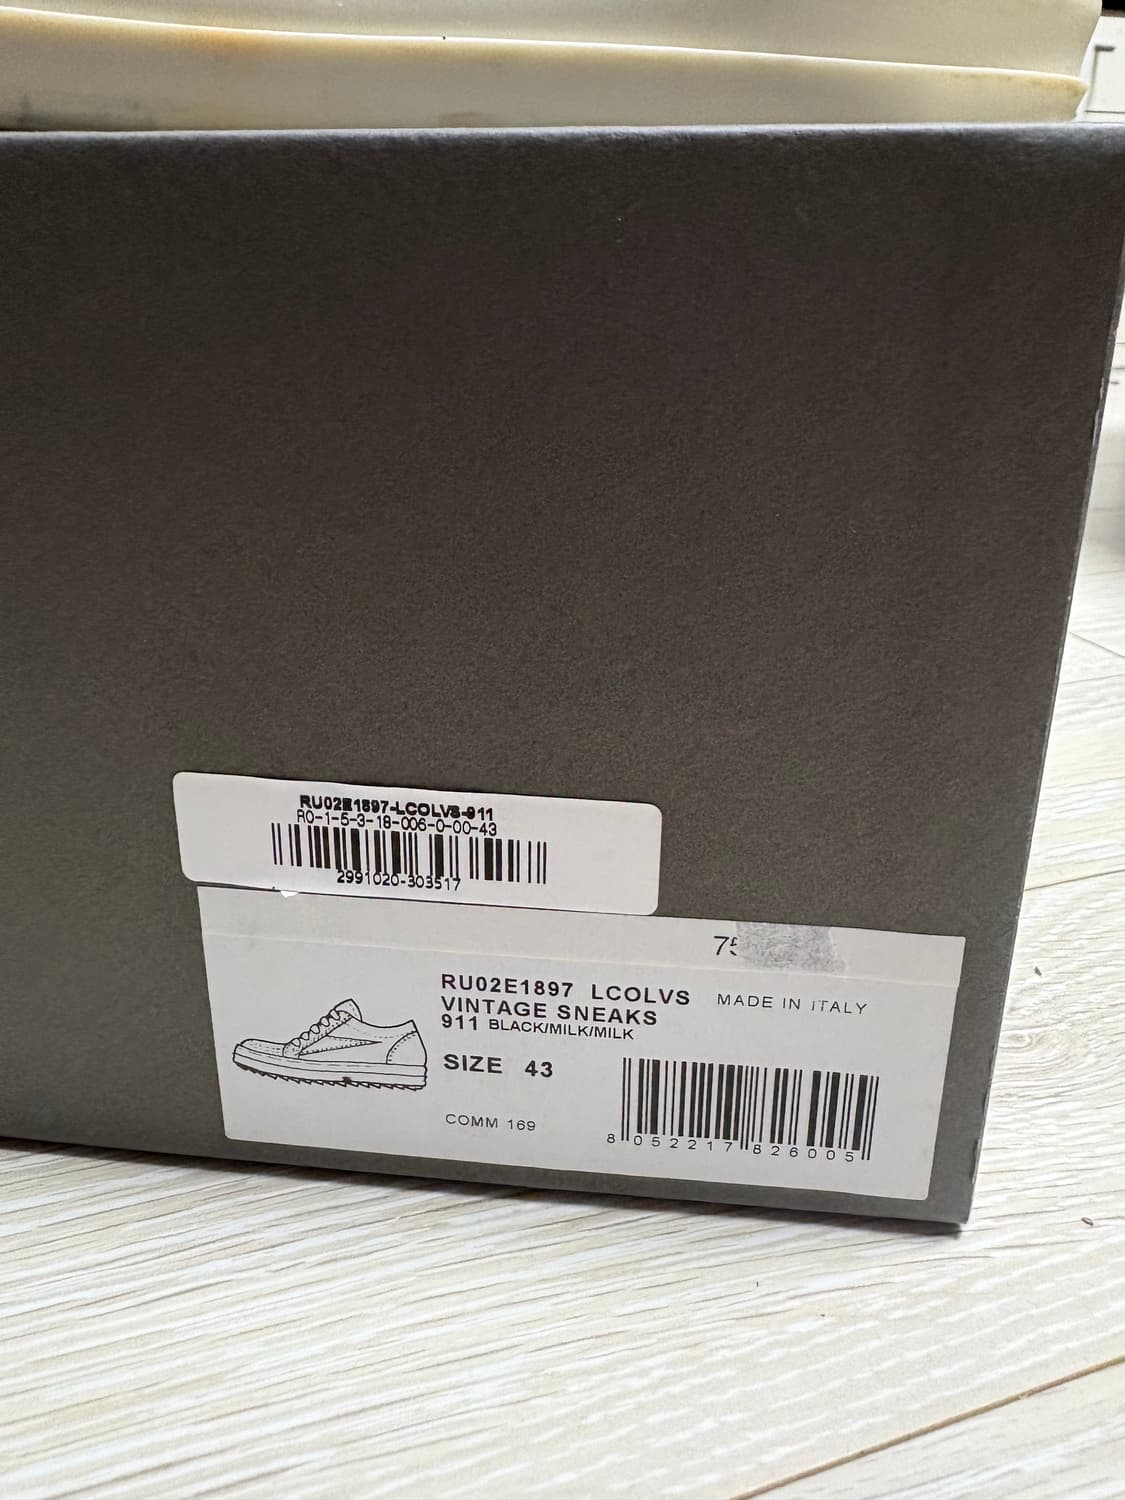 RU02E1897-LCOLVS-911
RO-1-5-3-18-006-0-00-43
2991020-303517
RU02E1897 LCOLVS MADE IN ITALY
VINTAGE SNEAKS
911 BLACK/MILK/MILK
SIZE 43
COMM 169
8 052217 826005